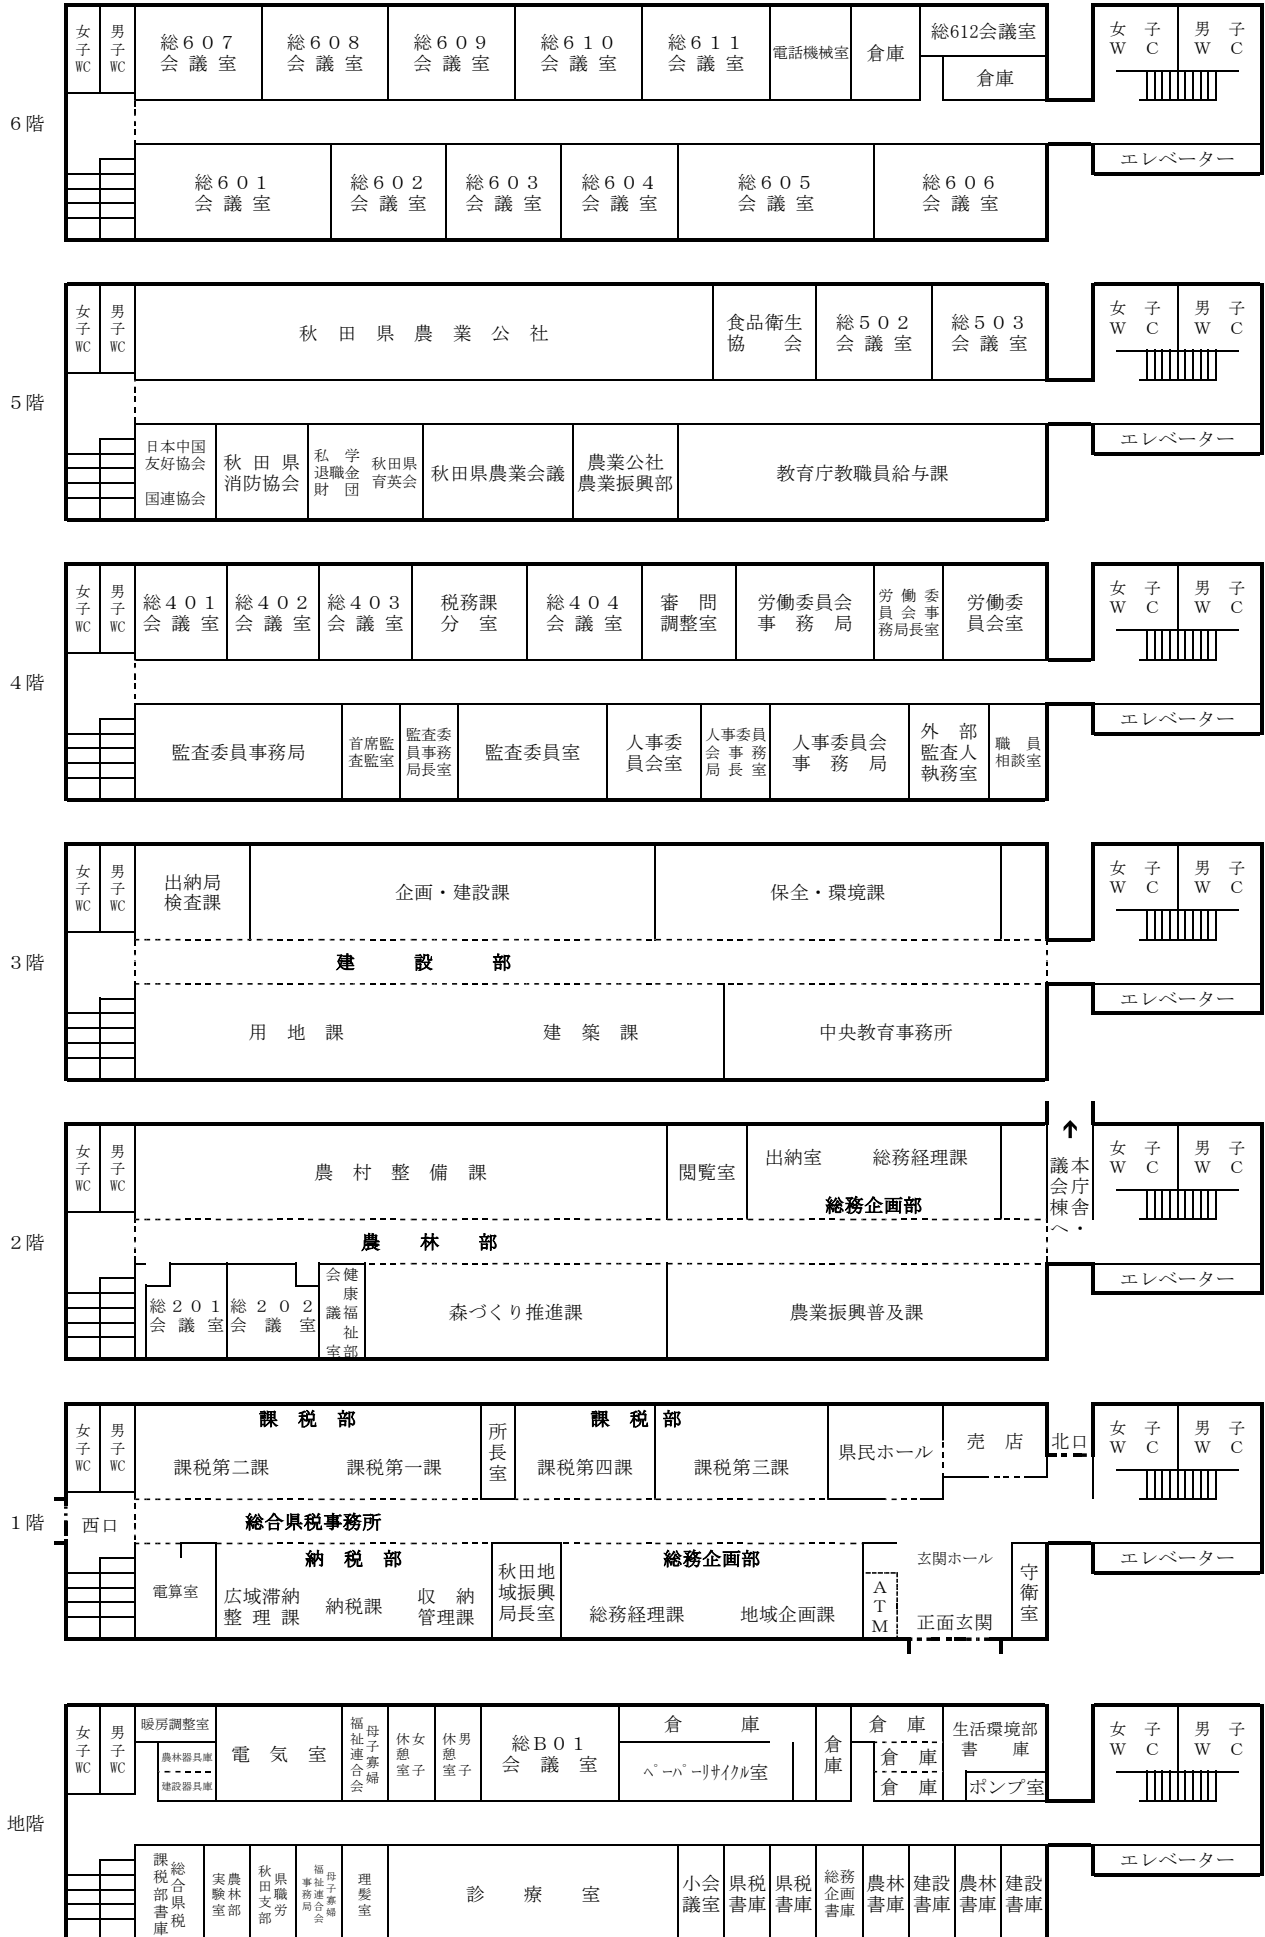 6階
女子WC
男子WC
総607
会議室
総608
会議室
総609
会議室
総610
会議室
総611
会議室
電話機械室
倉庫
総612会議室
倉庫
女子
WC
男子
WC
総601
会議室
総602
会議室
総603
会議室
総604
会議室
総605
会議室
総606
会議室
エレベーター
5階
女子WC
男子WC
秋田県農業公社
食品衛生
協会
総502
会議室
総503
会議室
女子
WC
男子
WC
日本中国
友好協会
国連協会
秋田県
消防協会
私学
退職金
財団
秋田県
育英会
秋田県農業会議
農業公社
農業振興部
教育庁教職員給与課
エレベーター
4階
女子WC
男子WC
総401
会議室
総402
会議室
総403
会議室
税務課
分室
総404
会議室
審問
調整室
労働委員会
事務局
労働委
員会事
務局長室
労働委
員会室
女子
WC
男子
WC
監査委員事務局
首席監
査監室
監査委
員事務
局長室
監査委員室
人事委
員会室
人事委員
会事務
局長室
人事委員会
事務局
外部
監査人
執務室
職員
相談室
エレベーター
3階
女子WC
男子WC
出納局
検査課
企画・建設課
保全・環境課
女子
WC
男子
WC
建設部
用地課
建築課
中央教育事務所
エレベーター
2階
女子WC
男子WC
農村整備課
閲覧室
出納室
総務経理課
総務企画部
↑
本庁舎・
議会棟へ
女子
WC
男子
WC
農林部
総201
会議室
総202
会議室
健康福祉部
会議室
森づくり推進課
農業振興普及課
エレベーター
1階
女子WC
男子WC
課税部
課税第二課
課税第一課
所長室
課税部
課税第四課
課税第三課
県民ホール
売店
北口
女子
WC
男子
WC
西口
総合県税事務所
電算室
納税部
広域滞納
整理課
納税課
収納
管理課
秋田地
域振興
局長室
総務企画部
総務経理課
地域企画課
ATM
玄関ホール
正面玄関
守衛室
エレベーター
地階
女子WC
男子WC
暖房調整室
農林器具庫
建設器具庫
電気室
母子寡婦
福祉連合会
女子
休憩室
男子
休憩室
総B01
会議室
倉庫
ペーパーリサイクル室
倉庫
倉庫
倉庫
倉庫
生活環境部
書庫
ポンプ室
女子
WC
男子
WC
総合県税
課税部書庫
農林部
実験室
県職労
秋田支部
母子寡婦
福祉連合会
事務局
理髪室
診療室
小会
議室
県税
書庫
県税
書庫
総務
企画
書庫
農林
書庫
建設
書庫
農林
書庫
建設
書庫
エレベーター